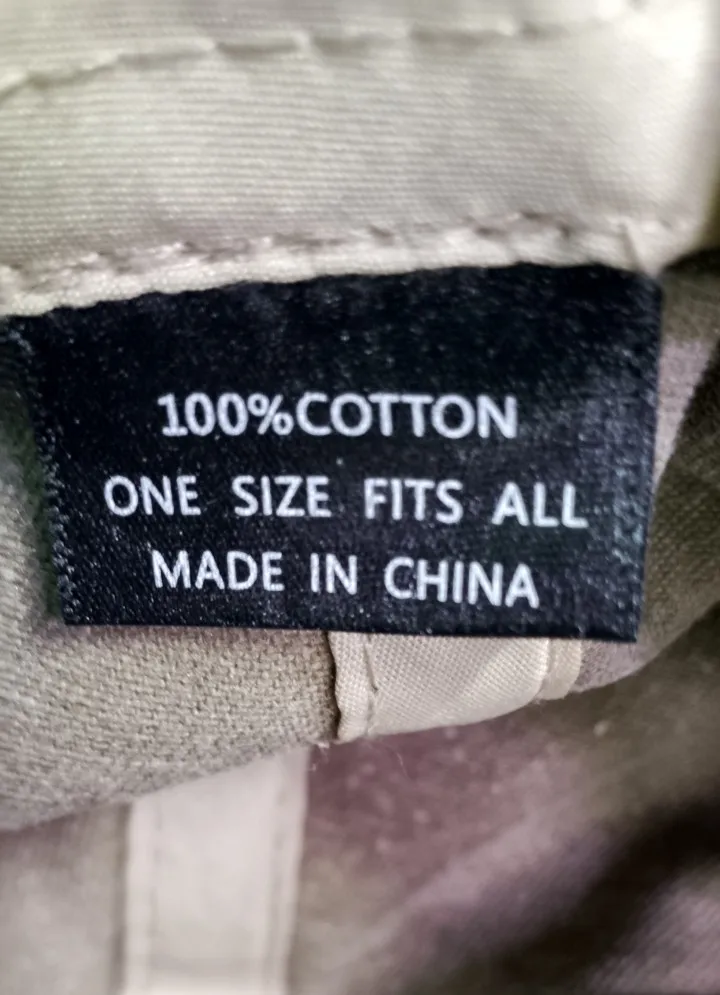 100%COTTON
ONE SIZE FITS ALL
MADE IN CHINA